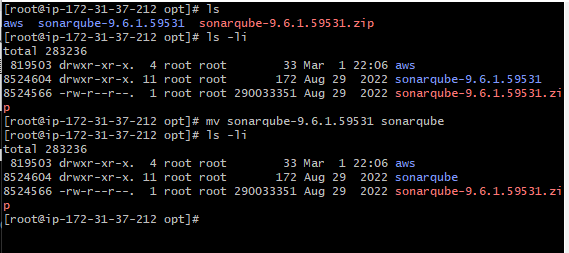 [root@ip-172-31-37-212 opt]# ls
aws  sonarqube-9.6.1.59531  sonarqube-9.6.1.59531.zip
[root@ip-172-31-37-212 opt]# ls -li
total 283236
 819503 drwxr-xr-x.  4 root root        33 Mar  1 22:06 aws
8524604 drwxr-xr-x. 11 root root       172 Aug 29  2022 sonarqube-9.6.1.59531
8524566 -rw-r--r--.  1 root root 290033351 Aug 29  2022 sonarqube-9.6.1.59531.zi
p
[root@ip-172-31-37-212 opt]# mv sonarqube-9.6.1.59531 sonarqube
[root@ip-172-31-37-212 opt]# ls -li
total 283236
 819503 drwxr-xr-x.  4 root root        33 Mar  1 22:06 aws
8524604 drwxr-xr-x. 11 root root       172 Aug 29  2022 sonarqube
8524566 -rw-r--r--.  1 root root 290033351 Aug 29  2022 sonarqube-9.6.1.59531.zi
p
[root@ip-172-31-37-212 opt]#